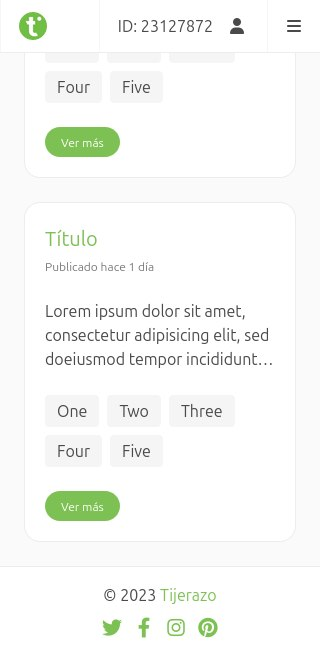 ID: 23127872
Four
Five
Ver más
Título
Publicado hace 1 día
Lorem ipsum dolor sit amet,
consectetur adipisicing elit, sed
doeiusmod tempor incididunt…
One
Two
Three
Four
Five
Ver más
© 2023 Tijerazo